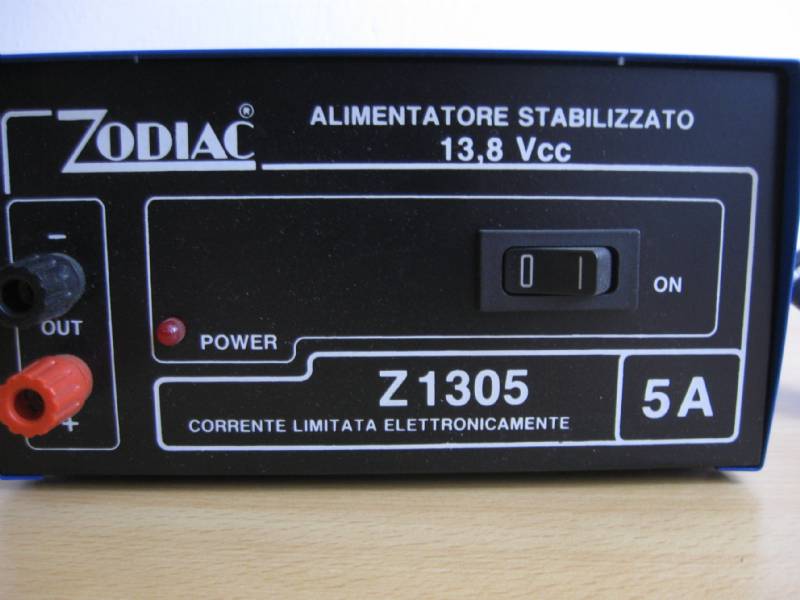 ZODIAC®
ALIMENTATORE STABILIZZATO
13,8 Vcc
-
OUT
+
0 I
ON
POWER
Z1305
5A
CORRENTE LIMITATA ELETTRONICAMENTE